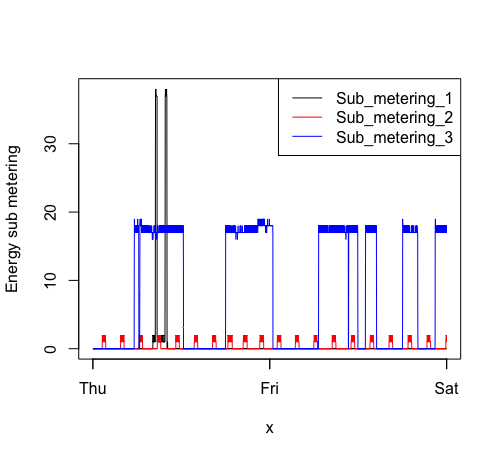 Sub_metering_1
Sub_metering_2
Sub_metering_3
Energy sub metering
30
20
10
0
Thu Fri Sat
x